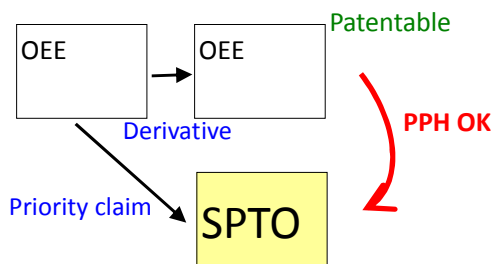 Patentable
OEE
OEE
PPH OK
Derivative
Priority claim
SPTO